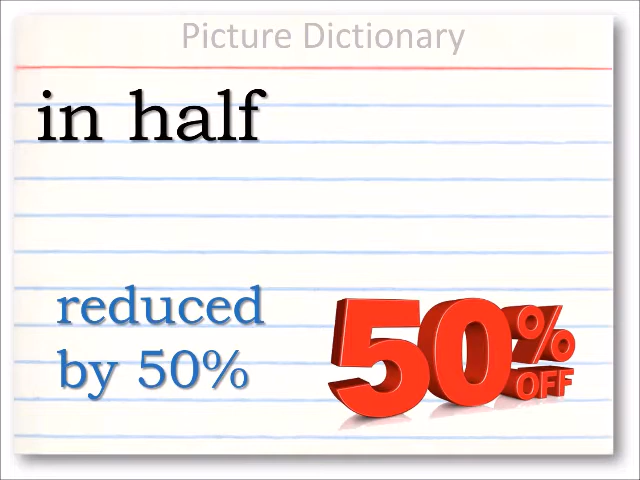 Picture Dictionary
in half
reduced
by 50%
50% OFF